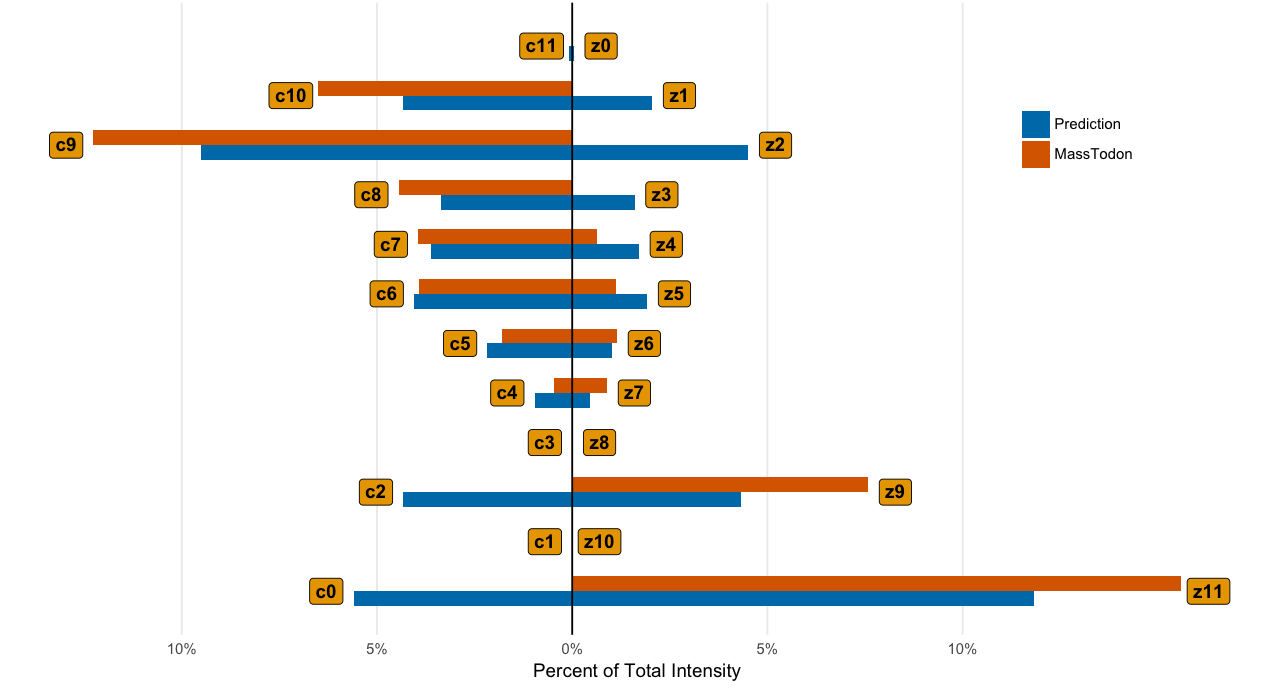 c11 z0
c10 z1
c9 z2
c8 z3
c7 z4
c6 z5
c5 z6
c4 z7
c3 z8
c2 z9
c1 z10
c0 z11
Prediction
MassTodon
10% 5% 0% 5% 10%
Percent of Total Intensity